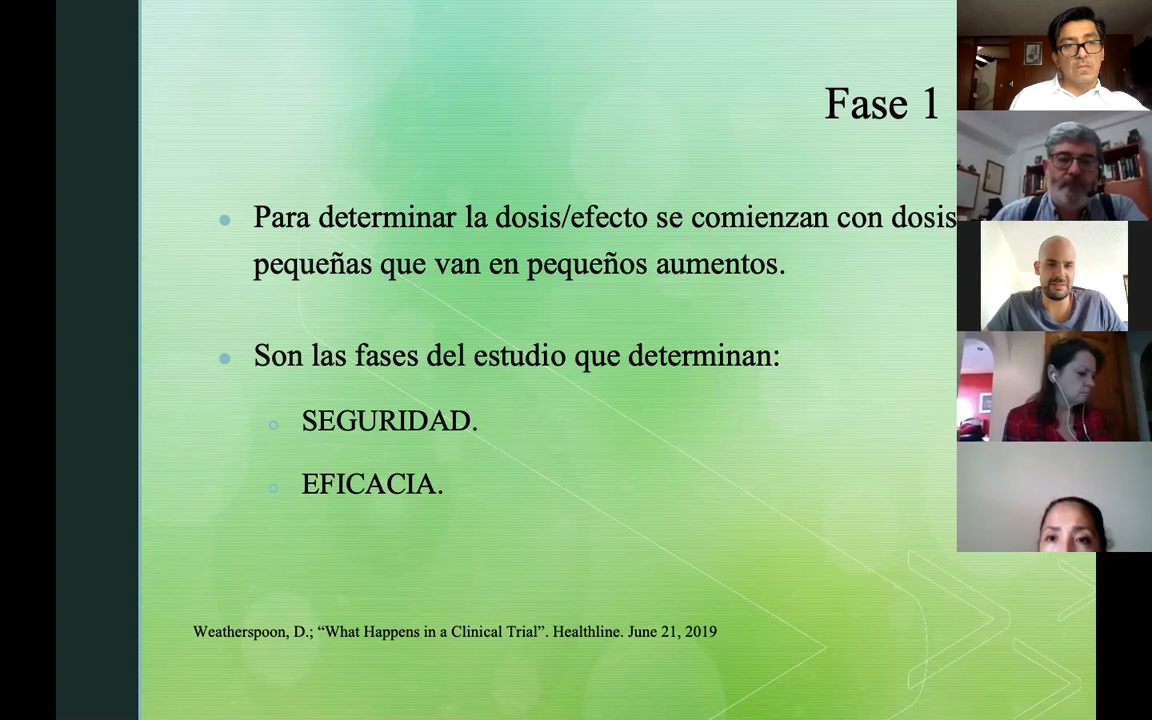 Fase 1
Para determinar la dosis/efecto se comienzan con dosis
pequeñas que van en pequeños aumentos.
Son las fases del estudio que determinan:
SEGURIDAD.
EFICACIA.
Weatherspoon, D.; “What Happens in a Clinical Trial”. Healthline. June 21, 2019